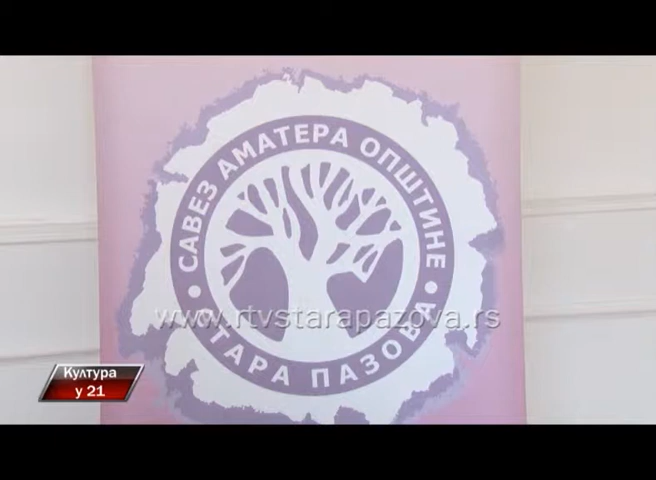 САВЕЗ АМАТЕРА ОПШТИНЕ
СТАРА ПАЗОВА
www.rtvstarapazova.rs
Култура
у 21